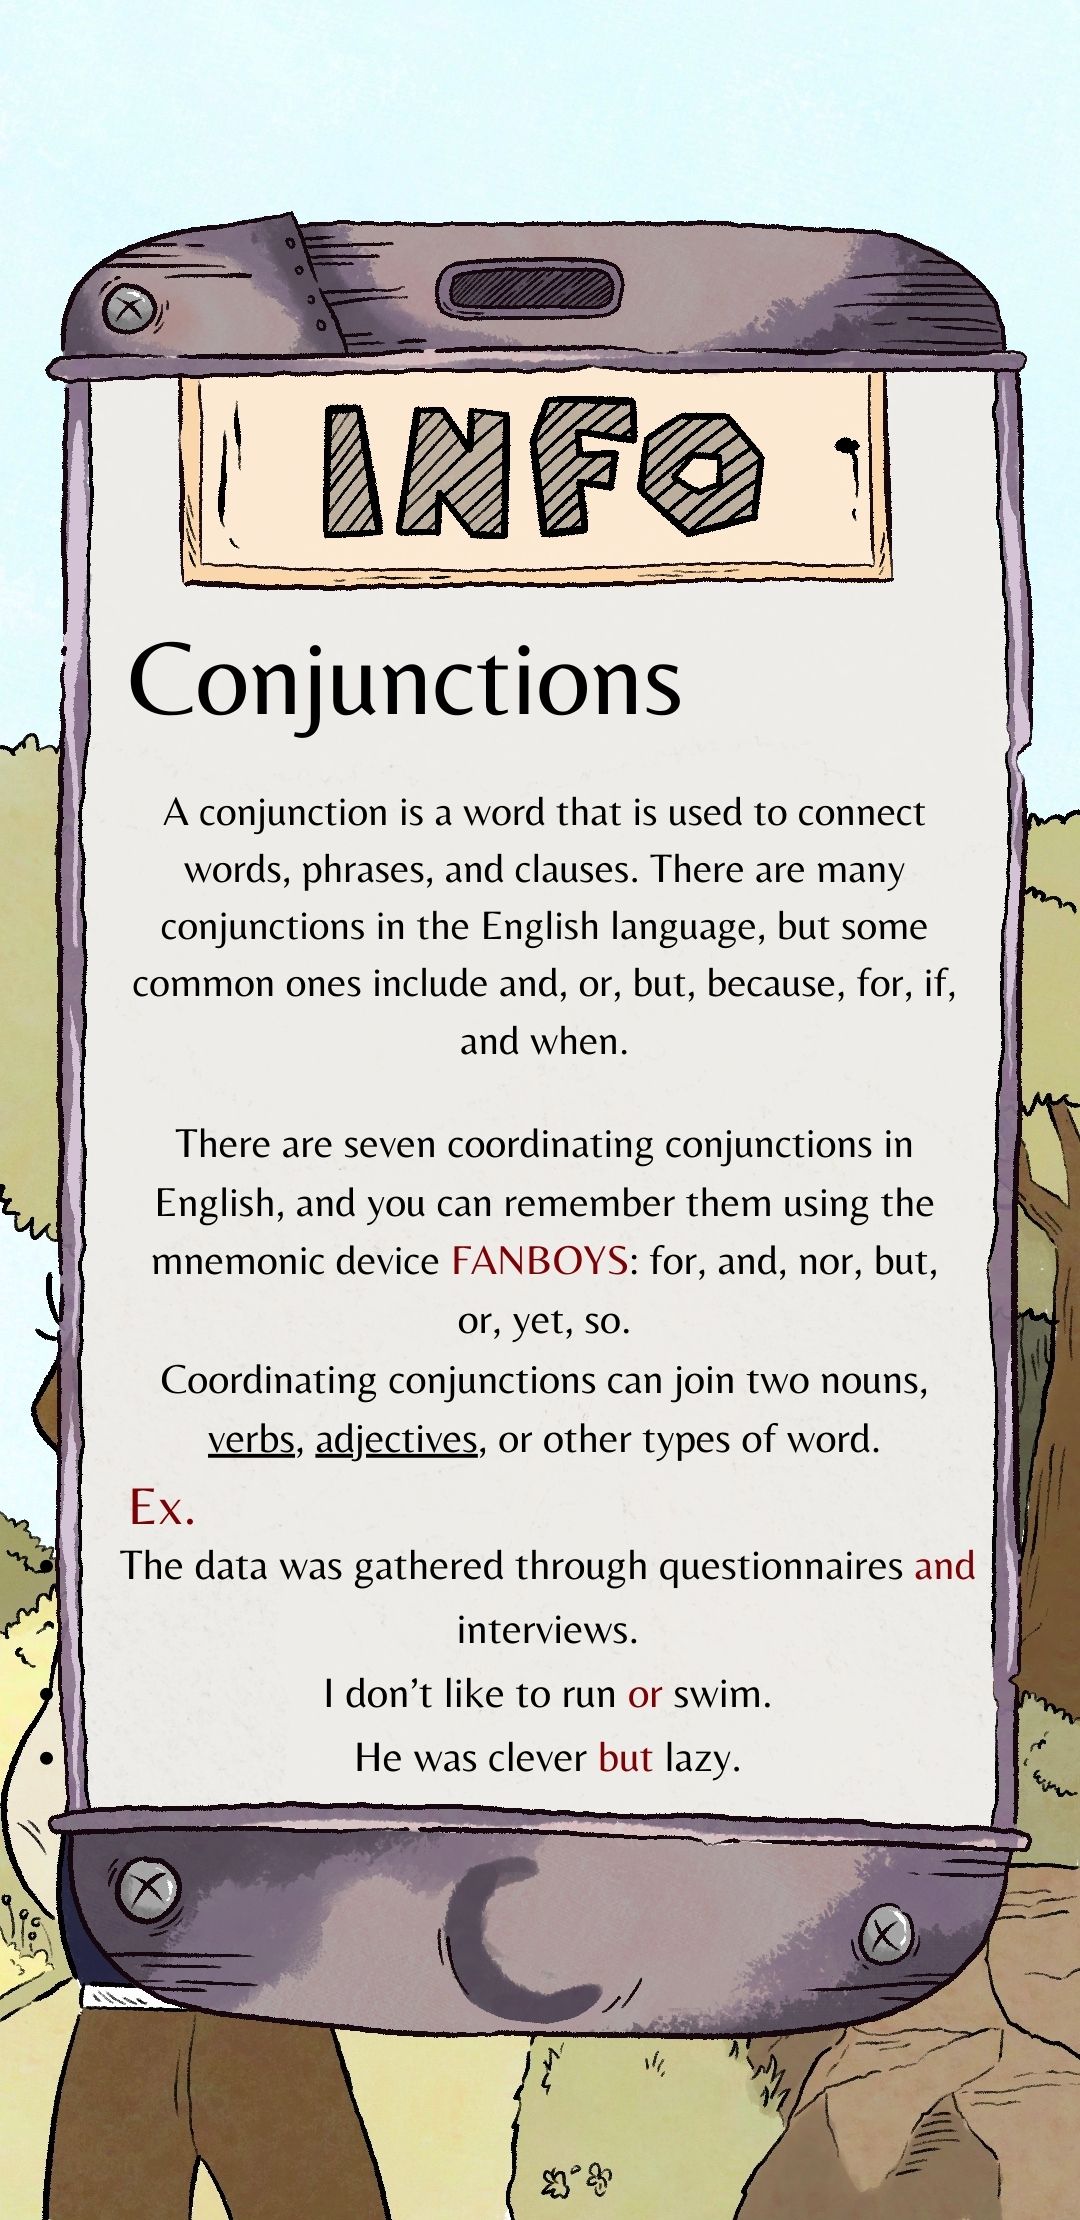 INFO
Conjunctions
A conjunction is a word that is used to connect
words, phrases, and clauses. There are many
conjunctions in the English language, but some
common ones include and, or, but, because, for, if,
and when.
There are seven coordinating conjunctions in
English, and you can remember them using the
mnemonic device FANBOYS: for, and, nor, but,
or, yet, so.
Coordinating conjunctions can join two nouns,
verbs, adjectives, or other types of word.
Ex.
The data was gathered through questionnaires and
interviews.
I don’t like to run or swim.
He was clever but lazy.